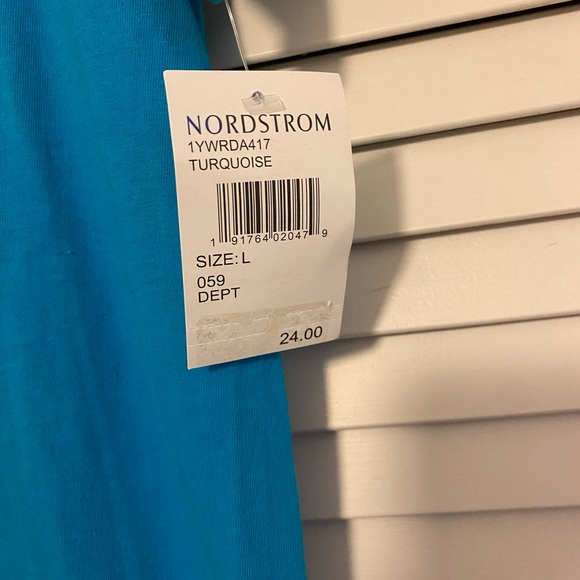 NORDSTROM
1YWRDA417
TURQUOISE
1 91764 02047 9
SIZE: L
059
DEPT
24.00